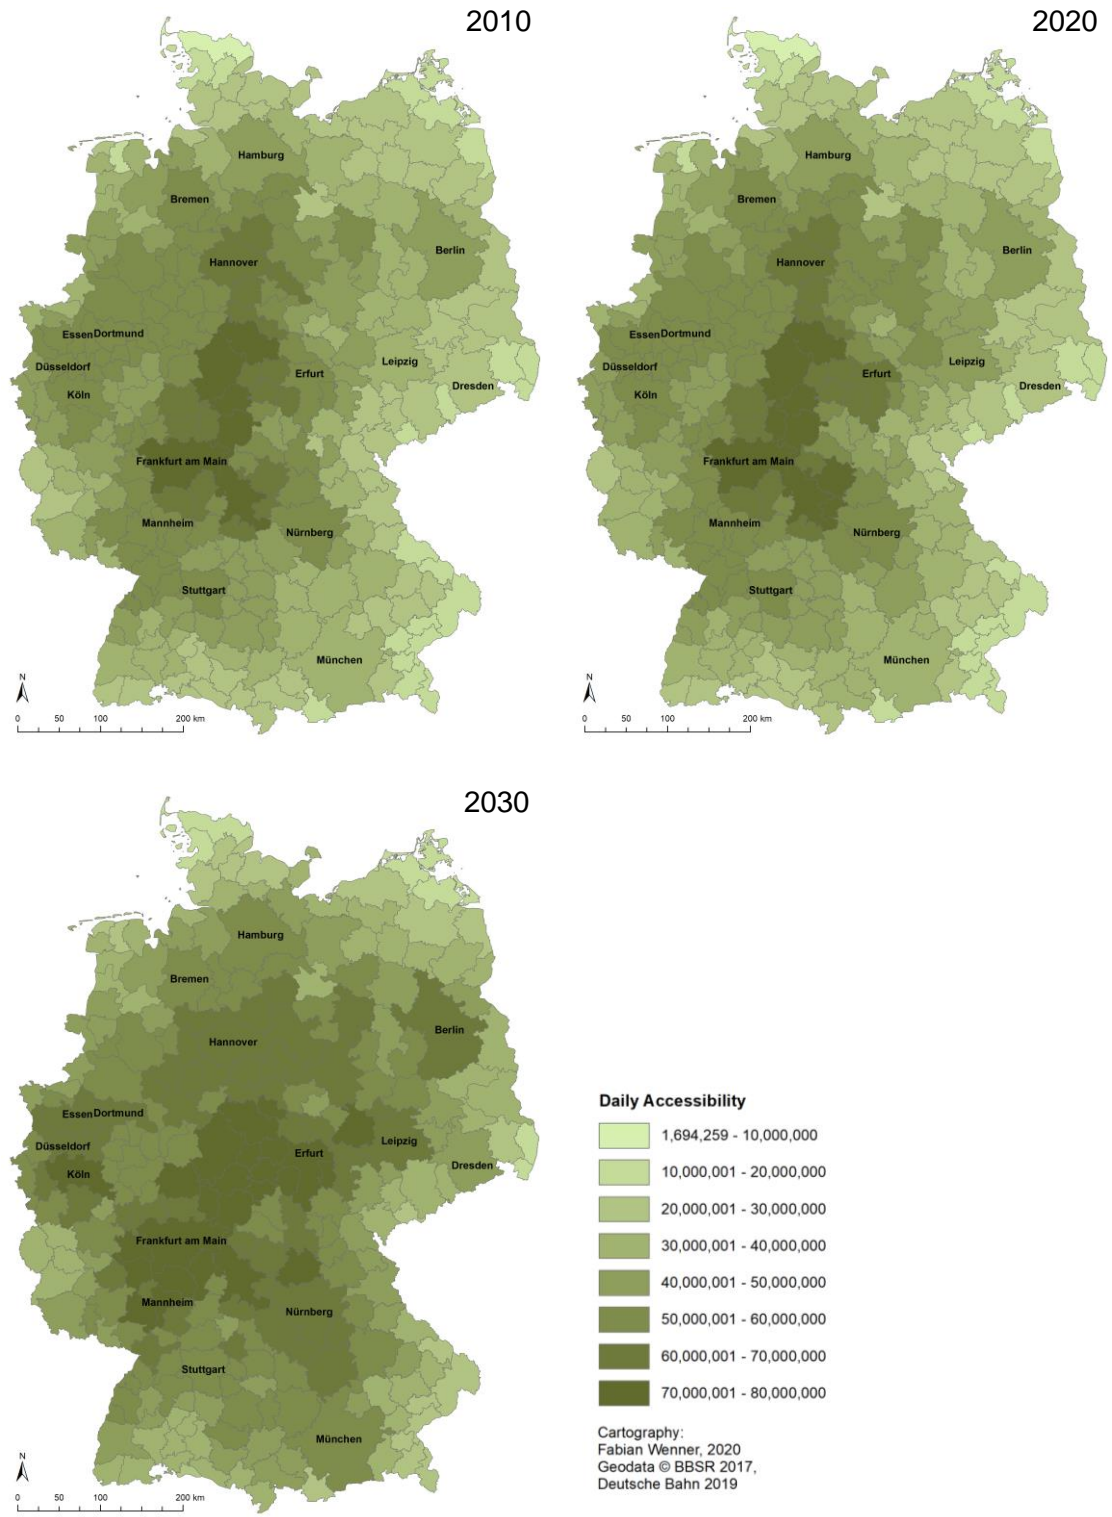 2010
Hamburg
Bremen
Berlin
Hannover
Essen Dortmund
Düsseldorf
Leipzig
Erfurt
Dresden
Köln
Frankfurt am Main
Mannheim
Nürnberg
Stuttgart
München
N
0 50 100 200 km
2020
Hamburg
Bremen
Berlin
Hannover
Essen Dortmund
Düsseldorf
Leipzig
Erfurt
Dresden
Köln
Frankfurt am Main
Mannheim
Nürnberg
Stuttgart
München
N
0 50 100 200 km
2030
Hamburg
Bremen
Berlin
Hannover
Essen Dortmund
Düsseldorf
Leipzig
Erfurt
Dresden
Köln
Frankfurt am Main
Mannheim
Nürnberg
Stuttgart
München
N
0 50 100 200 km
Daily Accessibility
1,694,259 - 10,000,000
10,000,001 - 20,000,000
20,000,001 - 30,000,000
30,000,001 - 40,000,000
40,000,001 - 50,000,000
50,000,001 - 60,000,000
60,000,001 - 70,000,000
70,000,001 - 80,000,000
Cartography:
Fabian Wenner, 2020
Geodata © BBSR 2017,
Deutsche Bahn 2019